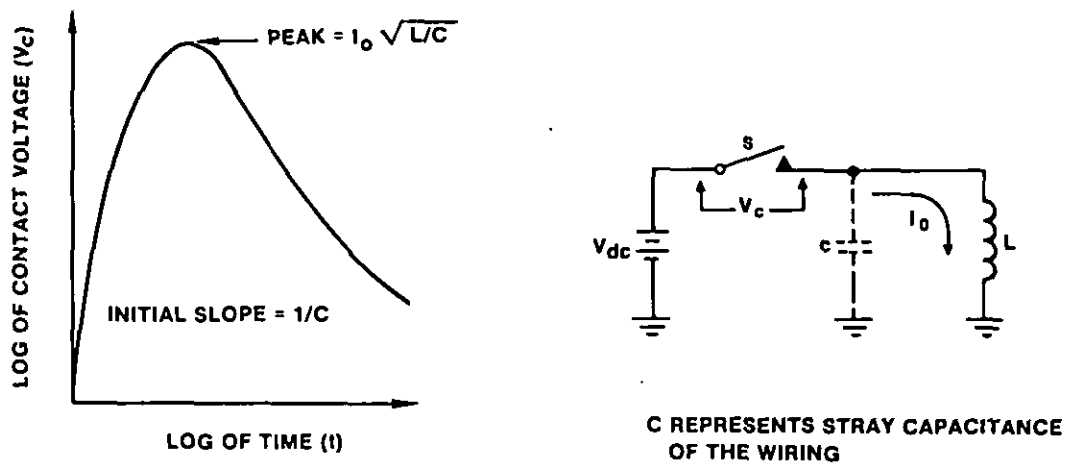 LOG OF CONTACT VOLTAGE (Vc)
PEAK = I₀ √L/C
INITIAL SLOPE = 1/C
LOG OF TIME (t)
S
Vc
Vdc
C
I₀
L
C REPRESENTS STRAY CAPACITANCE
OF THE WIRING